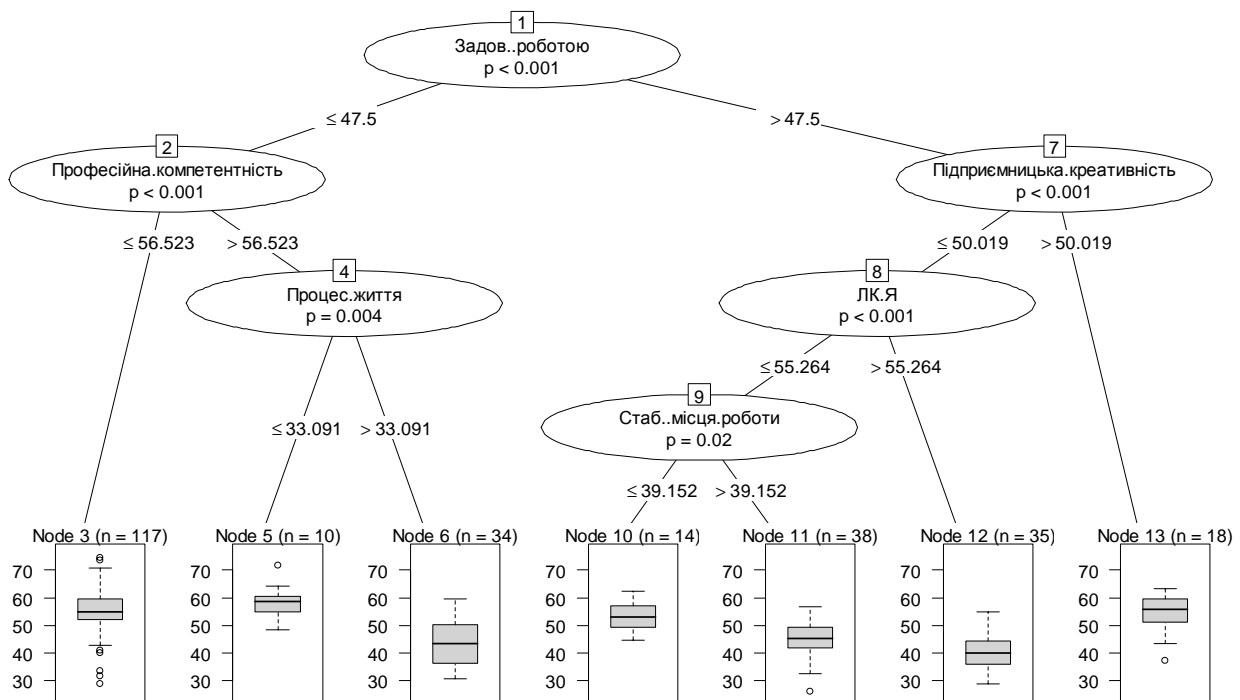 1
Задов..роботою
p < 0.001
≤ 47.5
> 47.5
2
Професійна.компетентність
p < 0.001
7
Підприємницька.креативність
p < 0.001
≤ 56.523
> 56.523
≤ 50.019
> 50.019
4
Процес.життя
p = 0.004
8
ЛК.Я
p < 0.001
≤ 55.264
> 55.264
9
Стаб..місця.роботи
p = 0.02
≤ 33.091
> 33.091
≤ 39.152
> 39.152
Node 3 (n = 117)
70
60
50
40
30
Node 5 (n = 10)
70
60
50
40
30
Node 6 (n = 34)
70
60
50
40
30
Node 10 (n = 14)
70
60
50
40
30
Node 11 (n = 38)
70
60
50
40
30
Node 12 (n = 35)
70
60
50
40
30
Node 13 (n = 18)
70
60
50
40
30